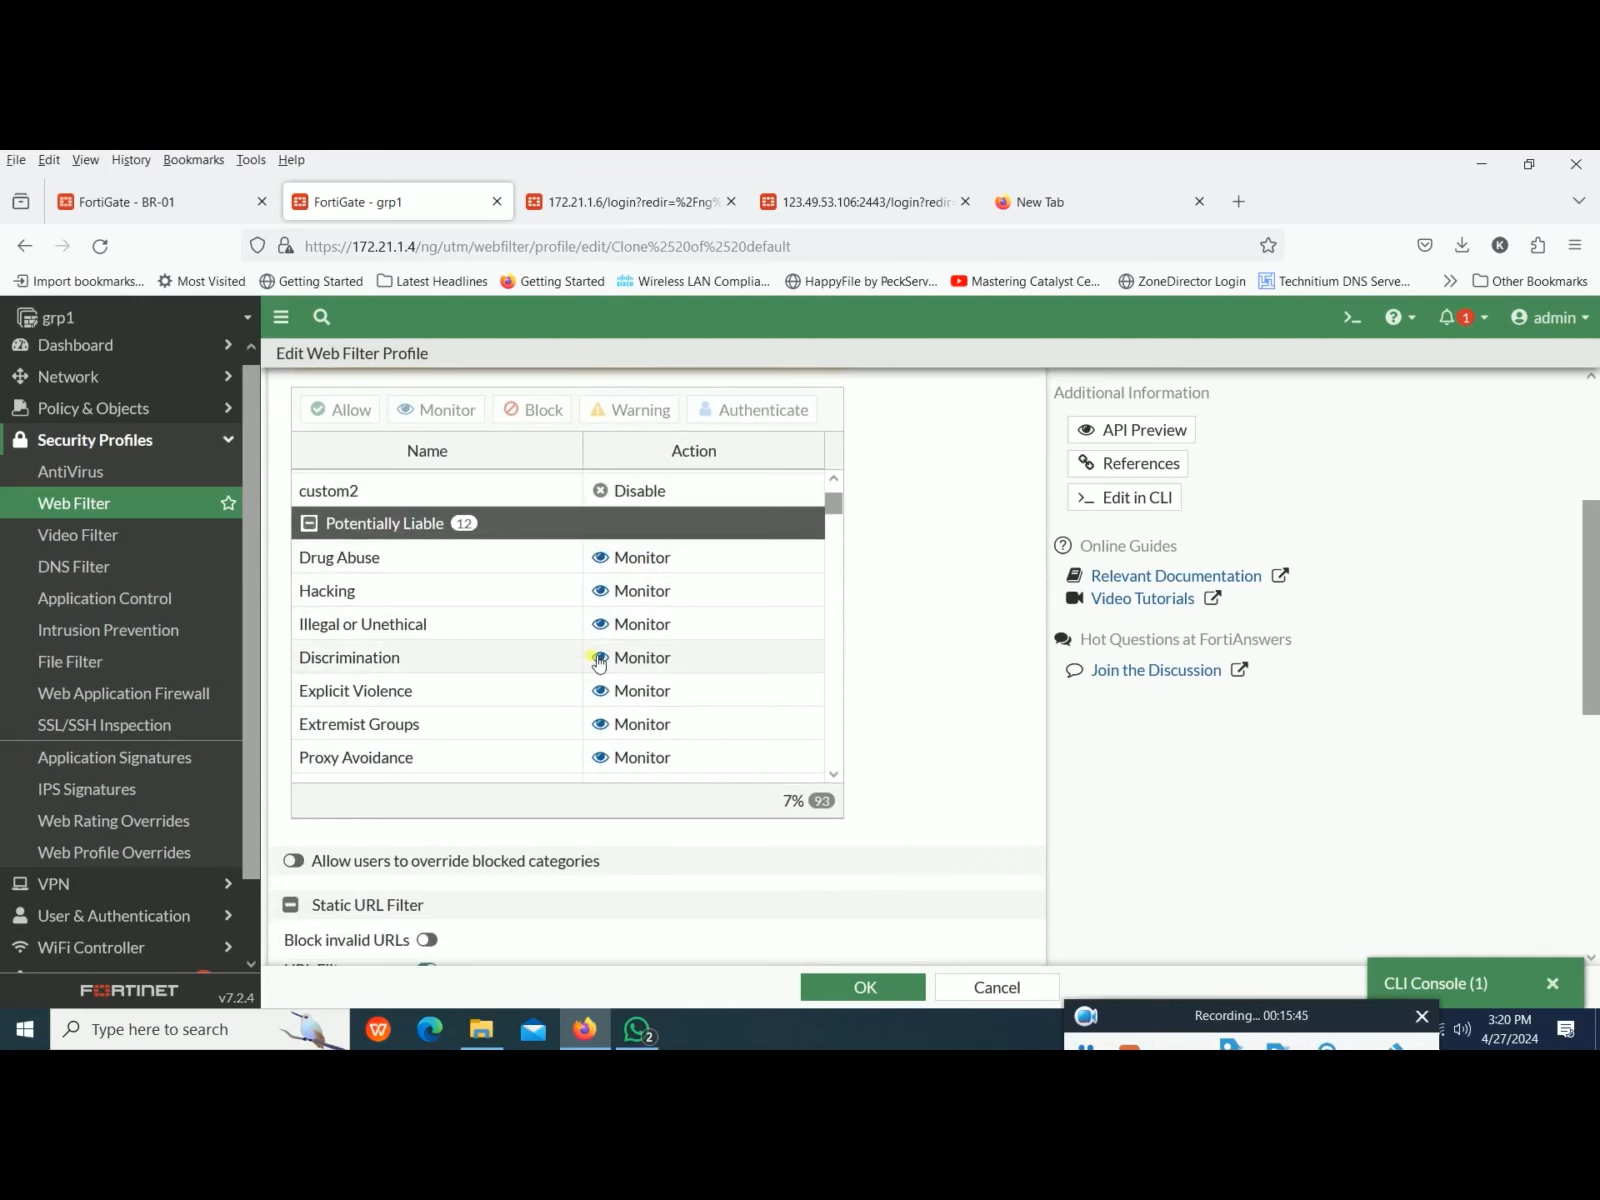 File Edit View History Bookmarks Tools Help
FortiGate - BR-01
FortiGate - grp1
172.21.1.6/login?redir=%2Fng%
123.49.53.106:2443/login?redir=
New Tab
https://172.21.1.4/ng/utm/webfilter/profile/edit/Clone%2520of%2520default
K
Import bookmarks...
Most Visited
Getting Started
Latest Headlines
Getting Started
Wireless LAN Complia...
HappyFile by PeckServ...
Mastering Catalyst Ce...
ZoneDirector Login
Technitium DNS Serve...
Other Bookmarks
grp1
1
admin
Dashboard
Network
Policy & Objects
Security Profiles
AntiVirus
Web Filter
Video Filter
DNS Filter
Application Control
Intrusion Prevention
File Filter
Web Application Firewall
SSL/SSH Inspection
Application Signatures
IPS Signatures
Web Rating Overrides
Web Profile Overrides
VPN
User & Authentication
WiFi Controller
FORTINET
v7.2.4
Edit Web Filter Profile
Allow Monitor Block Warning Authenticate
Name Action
custom2 Disable
Potentially Liable 12
Drug Abuse Monitor
Hacking Monitor
Illegal or Unethical Monitor
Discrimination Monitor
Explicit Violence Monitor
Extremist Groups Monitor
Proxy Avoidance Monitor
7% 93
Allow users to override blocked categories
Static URL Filter
Block invalid URLs
OK Cancel
Additional Information
API Preview
References
Edit in CLI
Online Guides
Relevant Documentation
Video Tutorials
Hot Questions at FortiAnswers
Join the Discussion
CLI Console (1)
Recording... 00:15:45
Type here to search
W
2
3:20 PM
4/27/2024